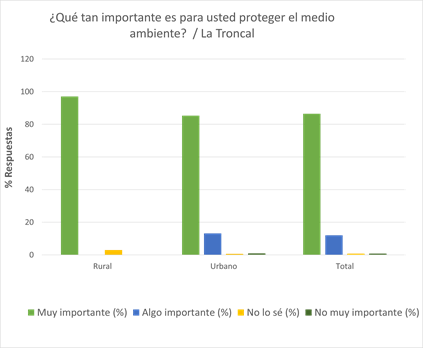 ¿Qué tan importante es para usted proteger el medio
ambiente? / La Troncal
% Respuestas
120
100
80
60
40
20
0
Rural Urbano Total
Muy importante (%) Algo importante (%) No lo sé (%) No muy importante (%)